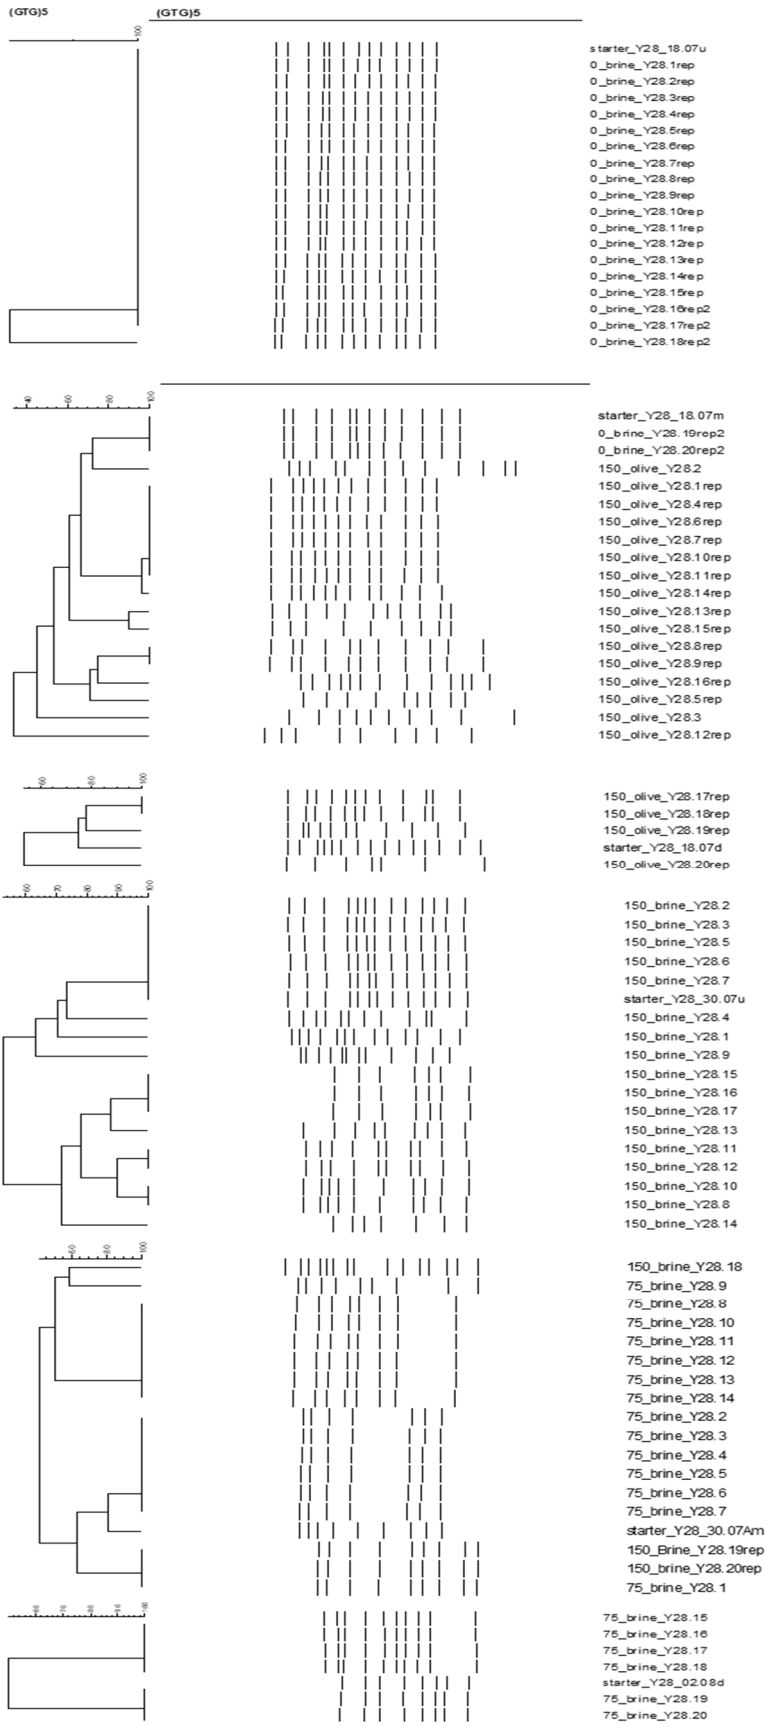 (GTG)5 (GTG)5
100
starter_Y28_18.07u
0_brine_Y28.1rep
0_brine_Y28.2rep
0_brine_Y28.3rep
0_brine_Y28.4rep
0_brine_Y28.5rep
0_brine_Y28.6rep
0_brine_Y28.7rep
0_brine_Y28.8rep
0_brine_Y28.9rep
0_brine_Y28.10rep
0_brine_Y28.11rep
0_brine_Y28.12rep
0_brine_Y28.13rep
0_brine_Y28.14rep
0_brine_Y28.15rep
0_brine_Y28.16rep2
0_brine_Y28.17rep2
0_brine_Y28.18rep2
40 60 80 100
starter_Y28_18.07m
0_brine_Y28.19rep2
0_brine_Y28.20rep2
150_olive_Y28.2
150_olive_Y28.1rep
150_olive_Y28.4rep
150_olive_Y28.6rep
150_olive_Y28.7rep
150_olive_Y28.10rep
150_olive_Y28.11rep
150_olive_Y28.14rep
150_olive_Y28.13rep
150_olive_Y28.15rep
150_olive_Y28.8rep
150_olive_Y28.9rep
150_olive_Y28.16rep
150_olive_Y28.5rep
150_olive_Y28.3
150_olive_Y28.12rep
60 80 100
150_olive_Y28.17rep
150_olive_Y28.18rep
150_olive_Y28.19rep
starter_Y28_18.07d
150_olive_Y28.20rep
60 70 80 90 100
150_brine_Y28.2
150_brine_Y28.3
150_brine_Y28.5
150_brine_Y28.6
150_brine_Y28.7
starter_Y28_30.07u
150_brine_Y28.4
150_brine_Y28.1
150_brine_Y28.9
150_brine_Y28.15
150_brine_Y28.16
150_brine_Y28.17
150_brine_Y28.13
150_brine_Y28.11
150_brine_Y28.12
150_brine_Y28.10
150_brine_Y28.8
150_brine_Y28.14
60 80 100
150_brine_Y28.18
75_brine_Y28.9
75_brine_Y28.8
75_brine_Y28.10
75_brine_Y28.11
75_brine_Y28.12
75_brine_Y28.13
75_brine_Y28.14
75_brine_Y28.2
75_brine_Y28.3
75_brine_Y28.4
75_brine_Y28.5
75_brine_Y28.6
75_brine_Y28.7
starter_Y28_30.07Am
150_Brine_Y28.19rep
150_brine_Y28.20rep
75_brine_Y28.1
60 70 80 90 100
75_brine_Y28.15
75_brine_Y28.16
75_brine_Y28.17
75_brine_Y28.18
starter_Y28_02.08d
75_brine_Y28.19
75_brine_Y28.20